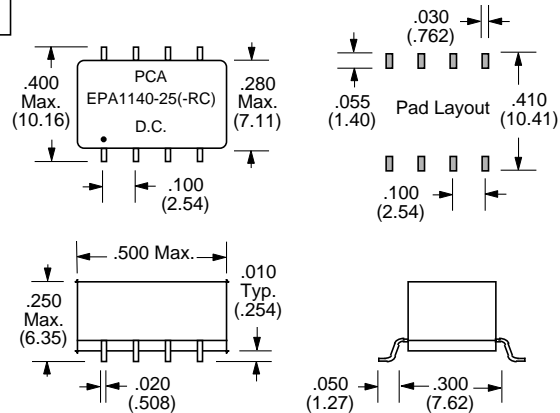 .400
Max.
(10.16)
PCA
EPA1140-25(-RC)
D.C.
.280
Max.
(7.11)
.100
(2.54)
.030
(.762)
.055
(1.40)
Pad Layout
.410
(10.41)
.100
(2.54)
.500 Max.
.250
Max.
(6.35)
.010
Typ.
(.254)
.020
(.508)
.050
(1.27)
.300
(7.62)